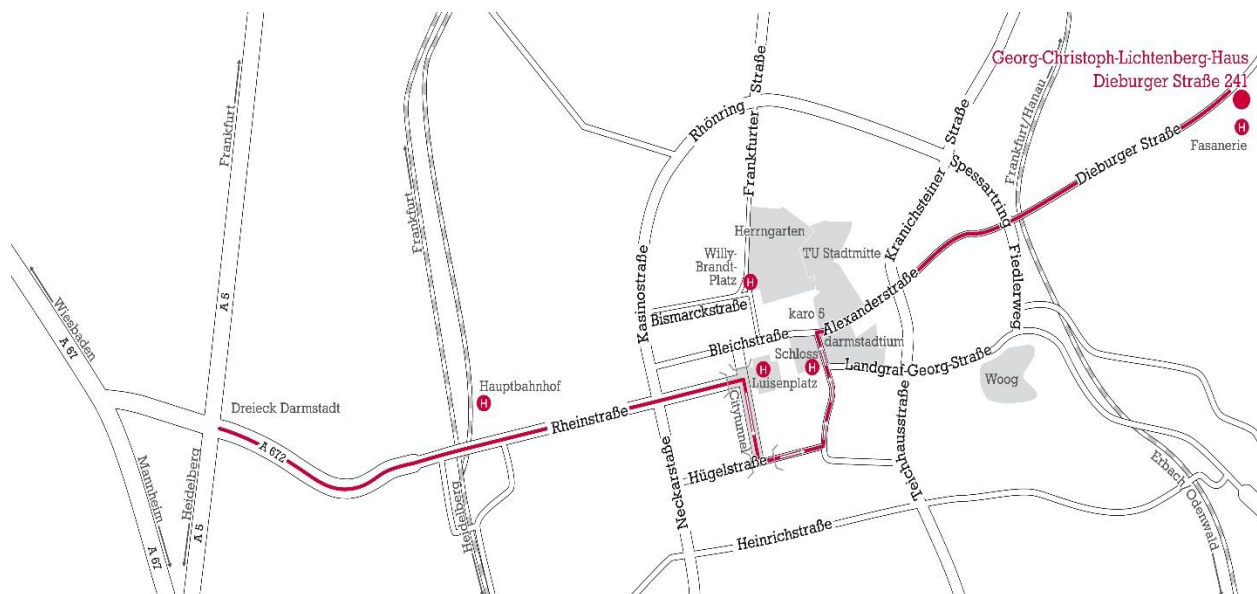 Georg-Christoph-Lichtenberg-Haus
Dieburger Straße 241
H
Fasanerie
Frankfurt
Frankfurt
Frankfurt/Hanau
Rhönring
Frankfurter Straße
Kranichsteiner Straße
Spessartring
Dieburger Straße
Herrngarten
TU Stadtmitte
Willy-
Brandt-
Platz
H
Kasinostraße
Bismarckstraße
Fiedlerweg
Wiesbaden
A 67
A 5
karo 5
Alexanderstraße
Bleichstraße
darmstadtium
Schloss
H
H
Luisenplatz
Landgraf-Georg-Straße
Woog
Hauptbahnhof
H
Dreieck Darmstadt
Rheinstraße
Citytunnel
A 672
Teichhausstraße
Mannheim
A 67
Heidelberg
A 5
Heidelberg
Neckarstaße
Hügelstraße
Heinrichstraße
Erbach/Odenwald